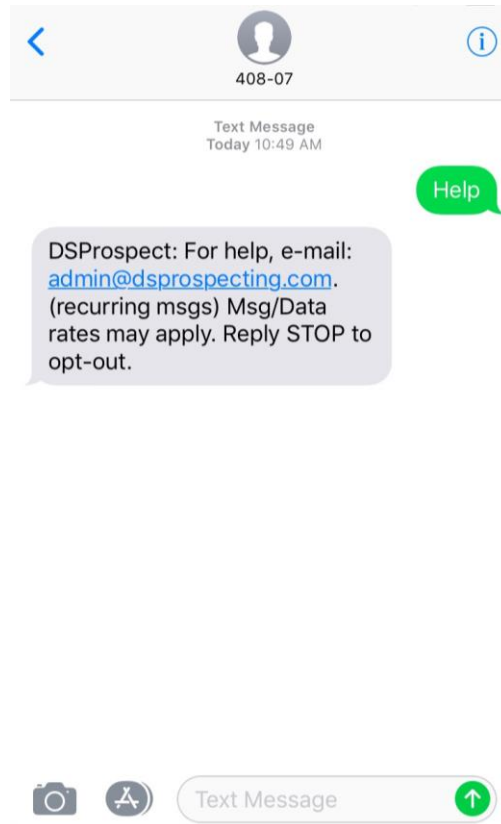 408-07
Text Message
Today 10:49 AM
Help
DSProspect: For help, e-mail:
admin@dsprospecting.com.
(recurring msgs) Msg/Data
rates may apply. Reply STOP to
opt-out.
Text Message